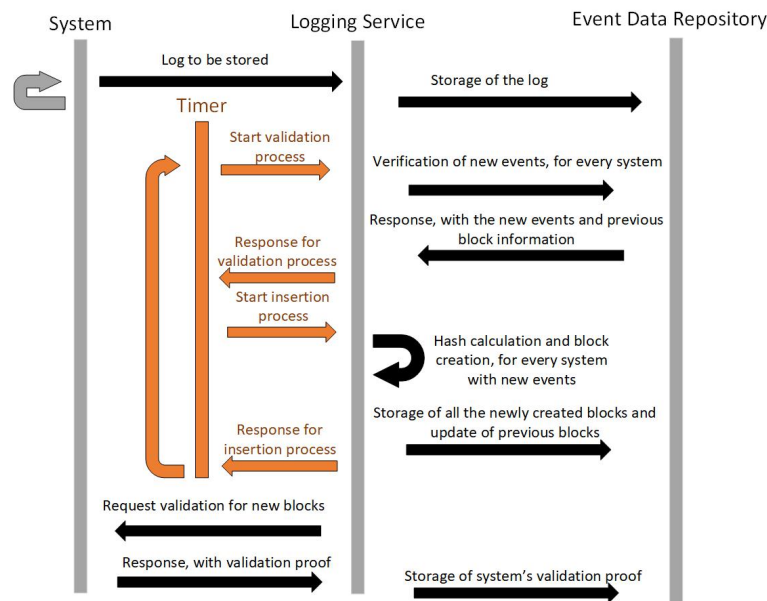 System
Logging Service
Event Data Repository
Log to be stored
Storage of the log
Timer
Start validation
process
Verification of new events, for every system
Response, with the new events and previous
block information
Response for
validation process
Start insertion
process
Hash calculation and block
creation, for every system
with new events
Storage of all the newly created blocks and
update of previous blocks
Response for
insertion process
Request validation for new blocks
Response, with validation proof
Storage of system's validation proof